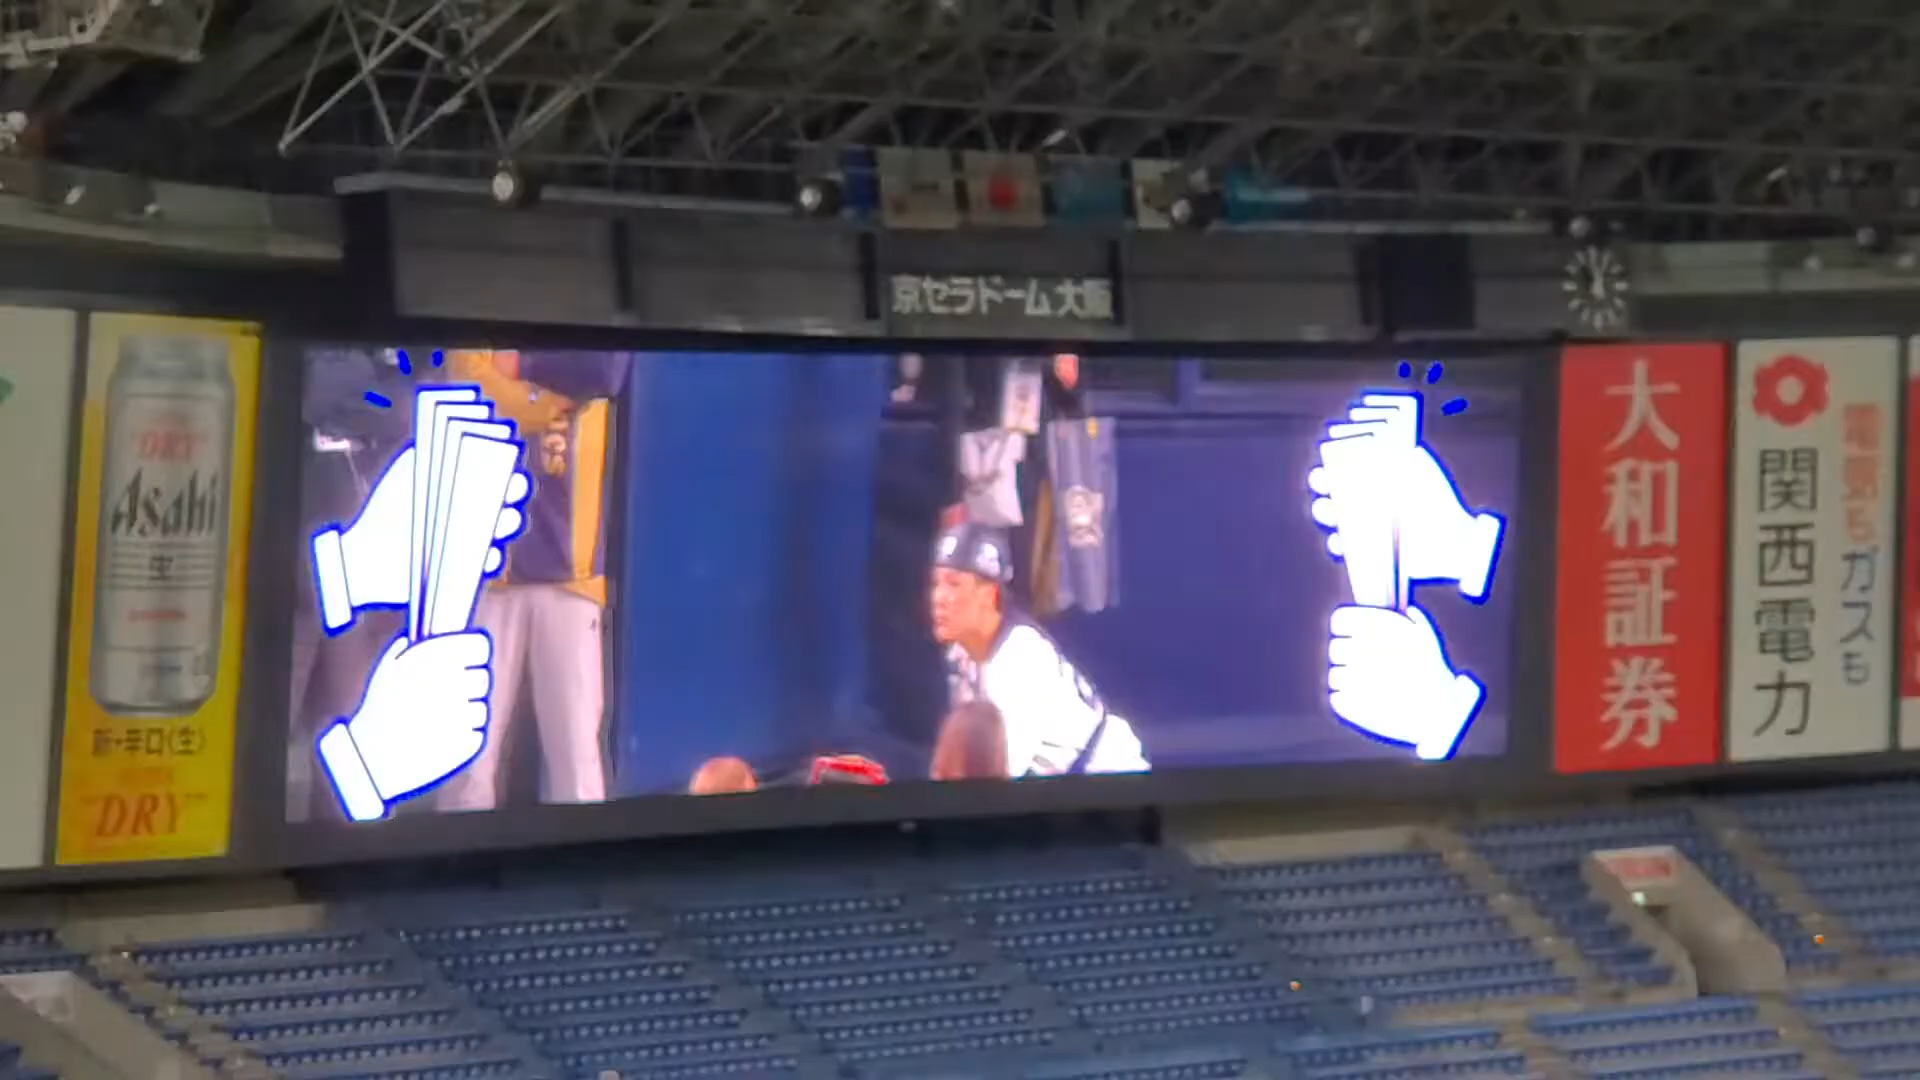 京セラドーム大阪
DRY
Asahi
生
新・辛口〈生〉
"DRY"
大和証券
関西電力
電気もガスも